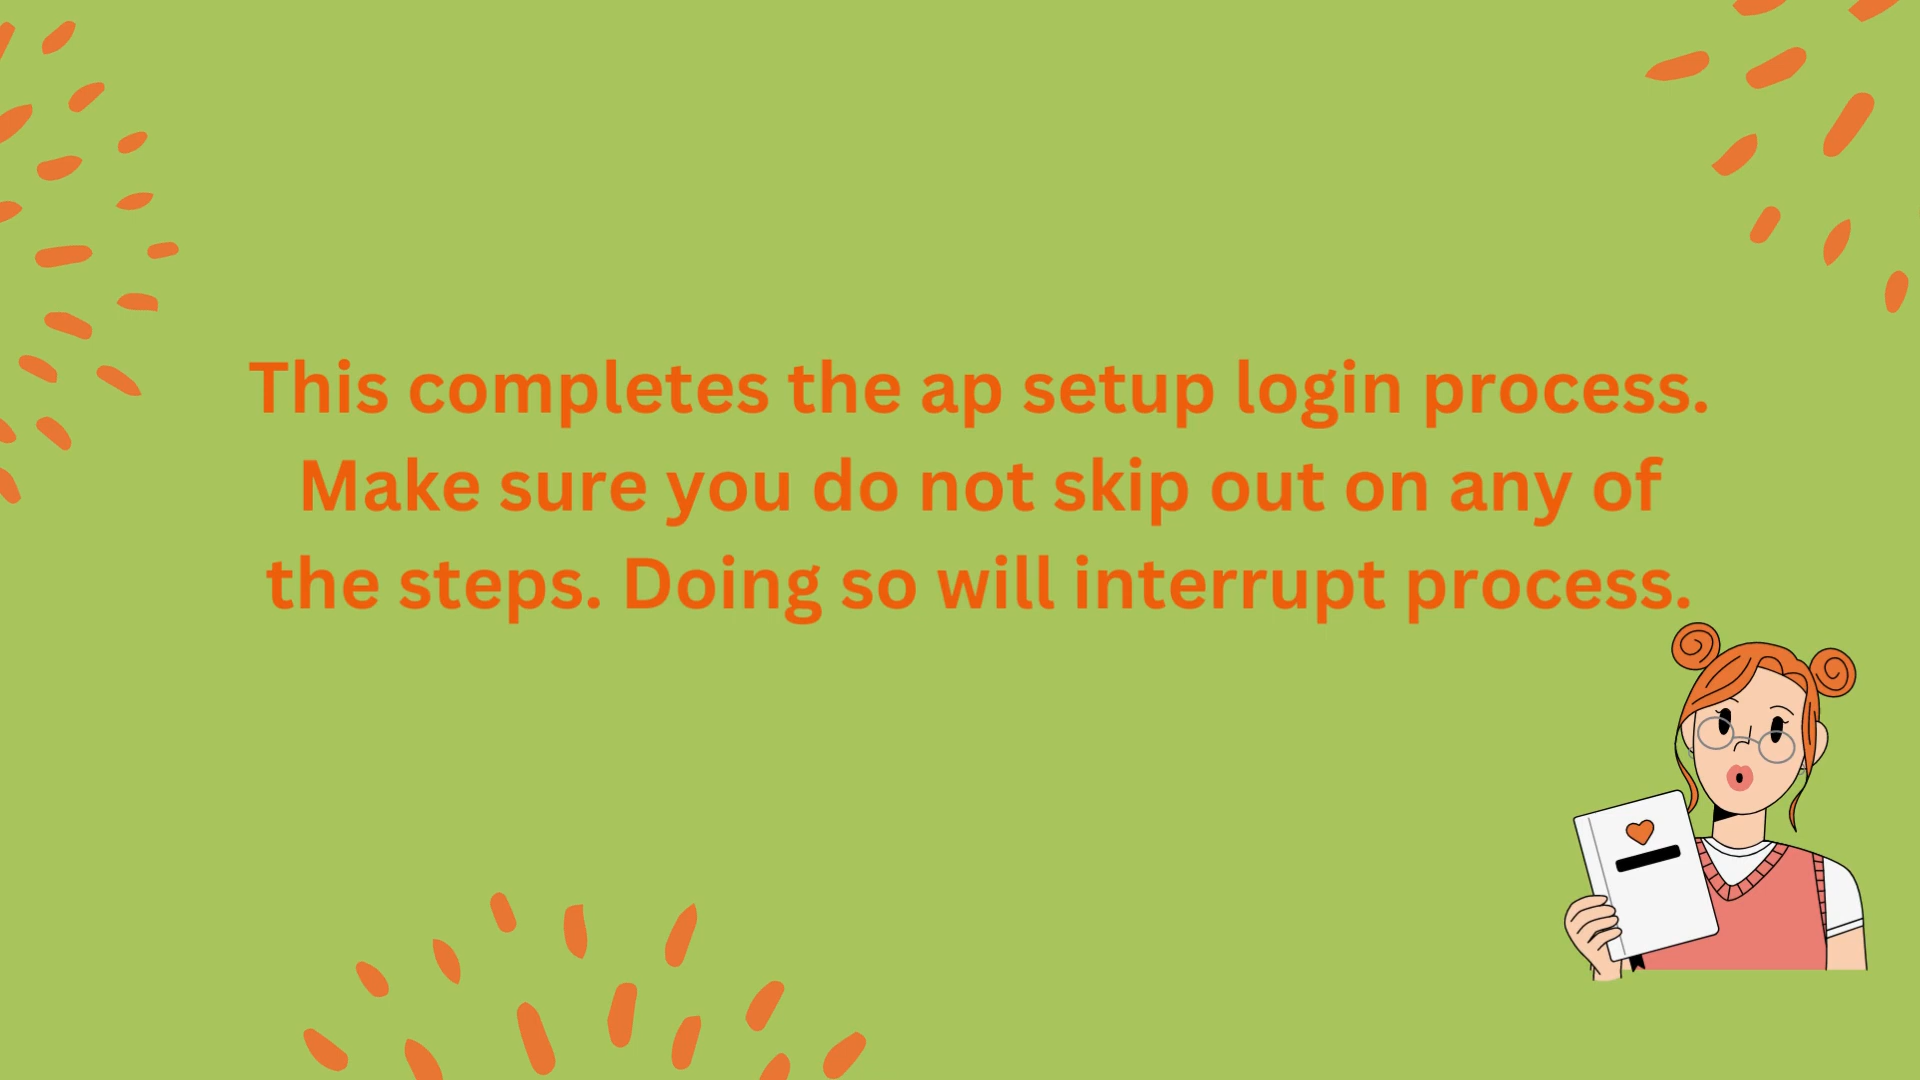 This completes the ap setup login process.
Make sure you do not skip out on any of
the steps. Doing so will interrupt process.